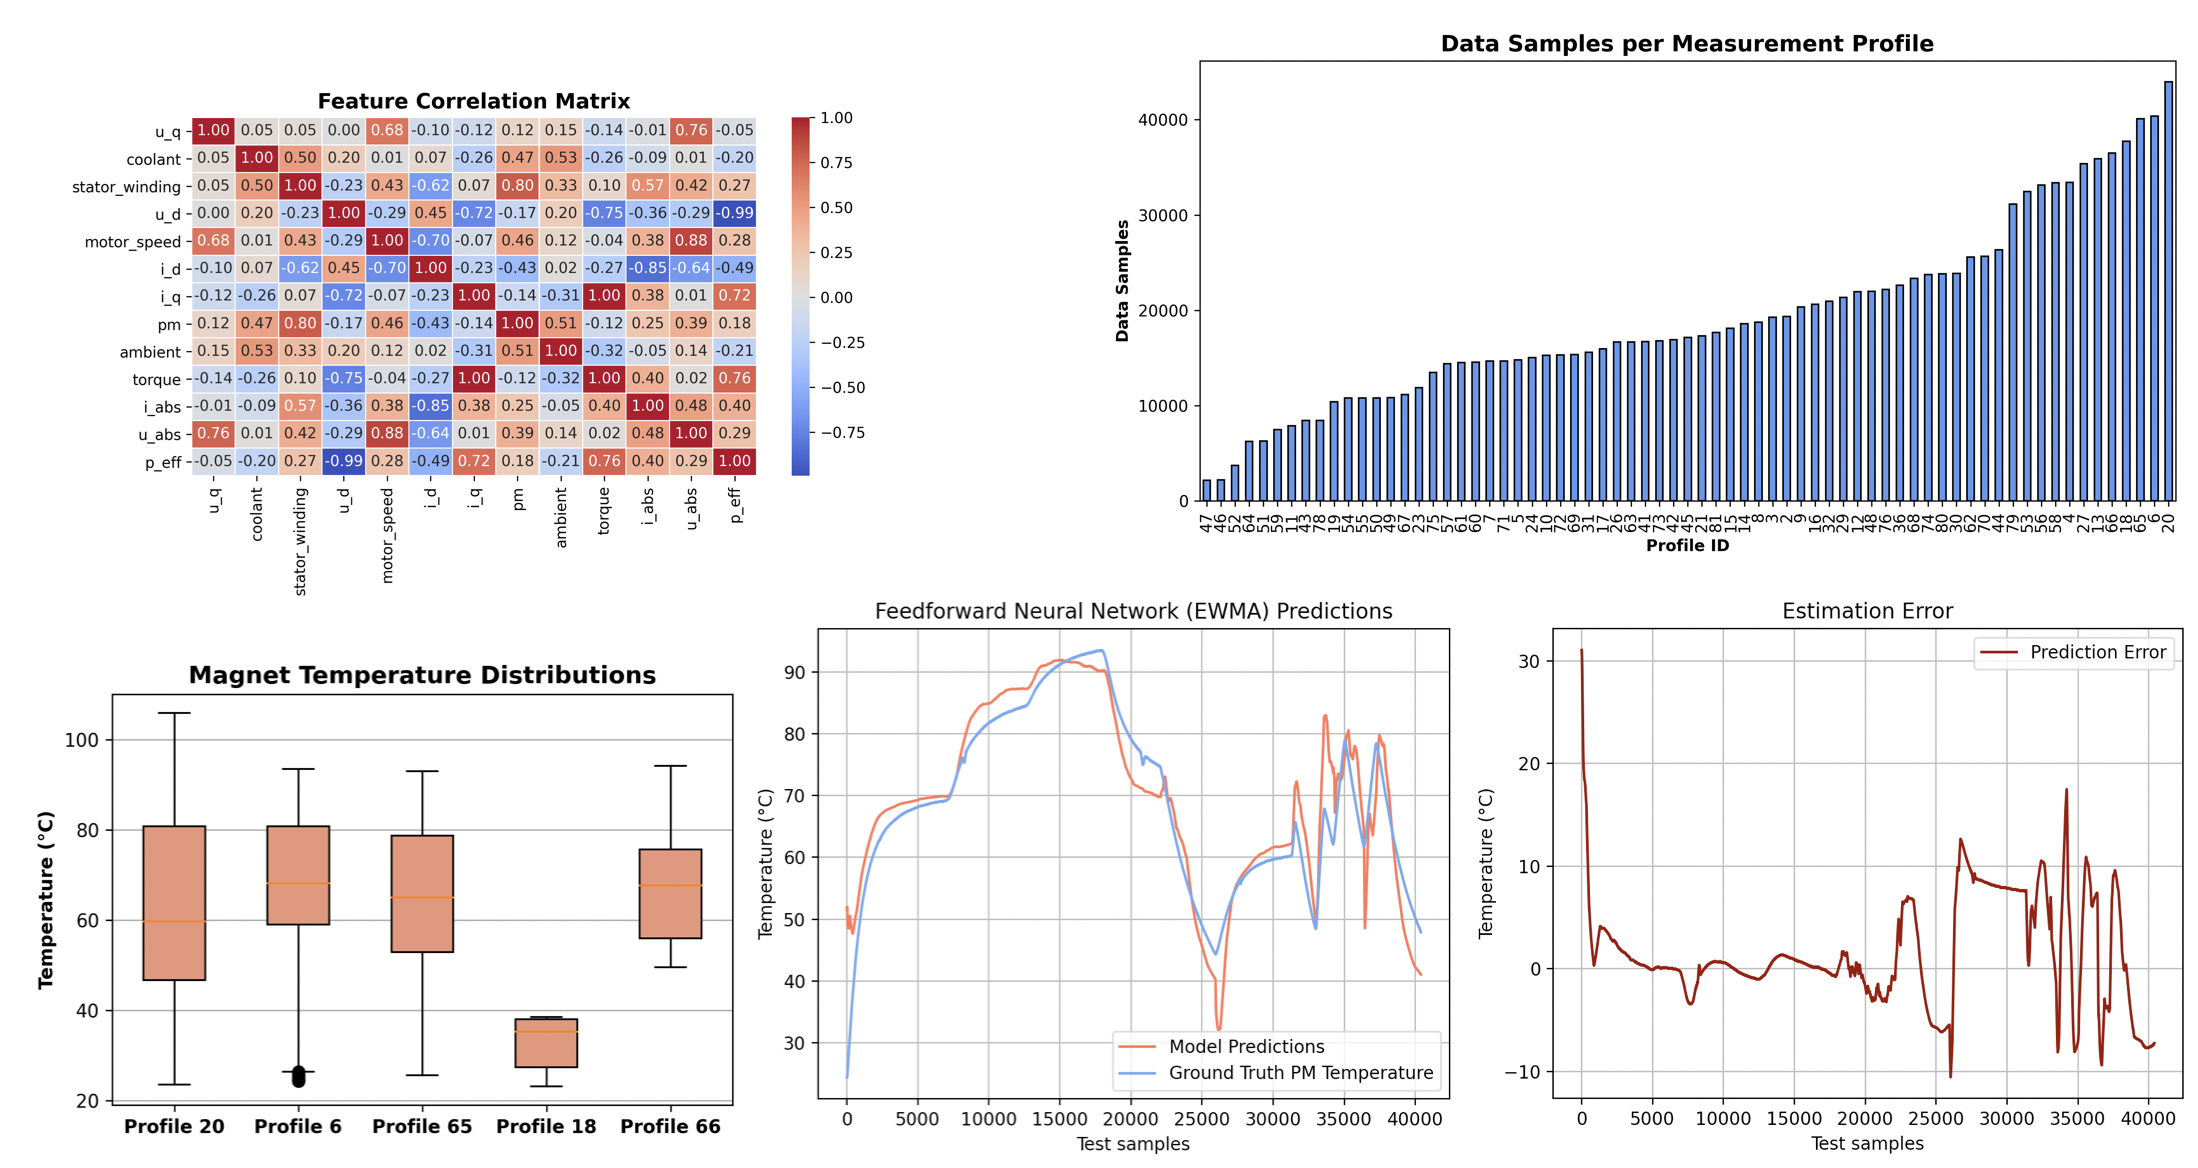 Feature Correlation Matrix
u_q 1.00 0.05 0.05 0.00 0.68 -0.10 -0.12 0.12 0.15 -0.14 -0.01 0.76 -0.05
coolant 0.05 1.00 0.50 0.20 0.01 0.07 -0.26 0.47 0.53 -0.26 -0.09 0.01 -0.20
stator_winding 0.05 0.50 1.00 -0.23 0.43 -0.62 0.07 0.80 0.33 0.10 0.57 0.42 0.27
u_d 0.00 0.20 -0.23 1.00 -0.29 0.45 -0.72 -0.17 0.20 -0.75 -0.36 -0.29 -0.99
motor_speed 0.68 0.01 0.43 -0.29 1.00 -0.70 -0.07 0.46 0.12 -0.04 0.38 0.88 0.28
i_d -0.10 0.07 -0.62 0.45 -0.70 1.00 -0.23 -0.43 0.02 -0.27 -0.85 -0.64 -0.49
i_q -0.12 -0.26 0.07 -0.72 -0.07 -0.23 1.00 -0.14 -0.31 1.00 0.38 0.01 0.72
pm 0.12 0.47 0.80 -0.17 0.46 -0.43 -0.14 1.00 0.51 -0.12 0.25 0.39 0.18
ambient 0.15 0.53 0.33 0.20 0.12 0.02 -0.31 0.51 1.00 -0.32 -0.05 0.14 -0.21
torque -0.14 -0.26 0.10 -0.75 -0.04 -0.27 1.00 -0.12 -0.32 1.00 0.40 0.02 0.76
i_abs -0.01 -0.09 0.57 -0.36 0.38 -0.85 0.38 0.25 -0.05 0.40 1.00 0.48 0.40
u_abs 0.76 0.01 0.42 -0.29 0.88 -0.64 0.01 0.39 0.14 0.02 0.48 1.00 0.29
p_eff -0.05 -0.20 0.27 -0.99 0.28 -0.49 0.72 0.18 -0.21 0.76 0.40 0.29 1.00
u_q coolant stator_winding u_d motor_speed i_d i_q pm ambient torque i_abs u_abs p_eff
1.00
0.75
0.50
0.25
0.00
−0.25
−0.50
−0.75
Data Samples per Measurement Profile
Data Samples
40000
30000
20000
10000
0
47 46 52 64 51 59 11 43 78 19 54 55 50 49 67 23 75 57 61 60 7 71 5 24 10 72 69 31 17 26 63 41 73 42 45 21 81 15 14 8 3 2 9 16 32 29 12 48 76 36 68 74 80 30 62 70 44 79 53 56 58 4 27 13 66 18 65 6 20
Profile ID
Magnet Temperature Distributions
Temperature (°C)
100
80
60
40
20
Profile 20 Profile 6 Profile 65 Profile 18 Profile 66
Feedforward Neural Network (EWMA) Predictions
Temperature (°C)
90
80
70
60
50
40
30
Model Predictions
Ground Truth PM Temperature
0 5000 10000 15000 20000 25000 30000 35000 40000
Test samples
Estimation Error
Prediction Error
Temperature (°C)
30
20
10
0
−10
0 5000 10000 15000 20000 25000 30000 35000 40000
Test samples